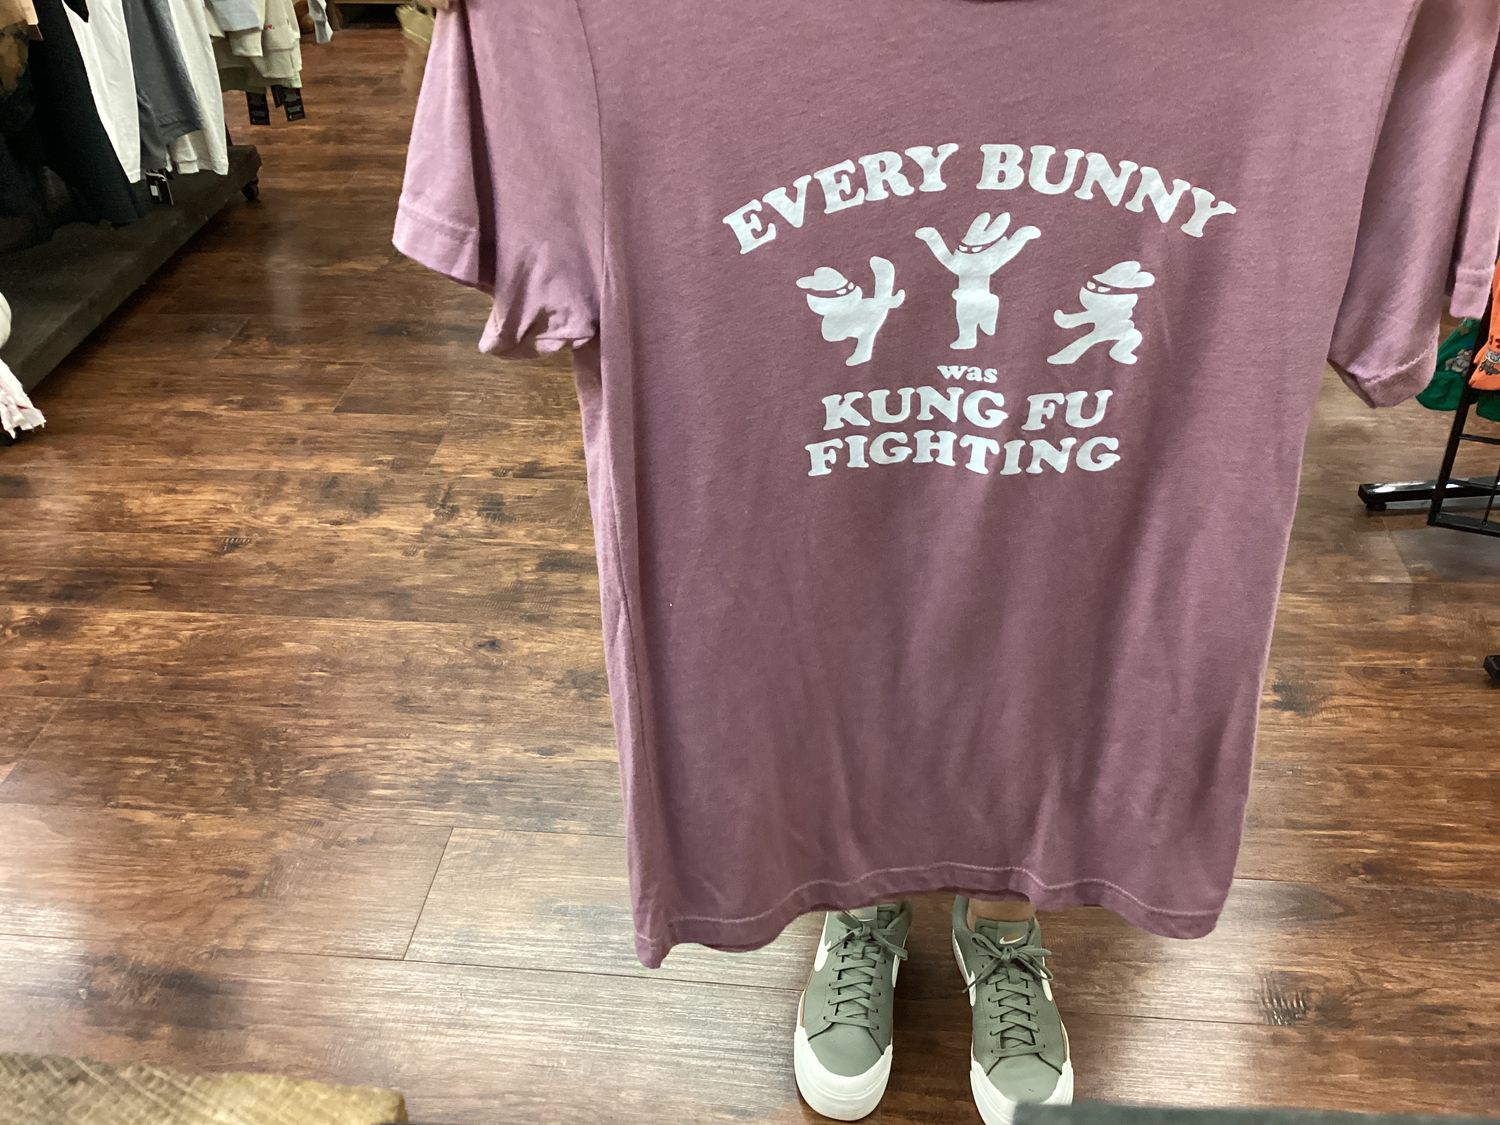 EVERY BUNNY
was
KUNG FU
FIGHTING